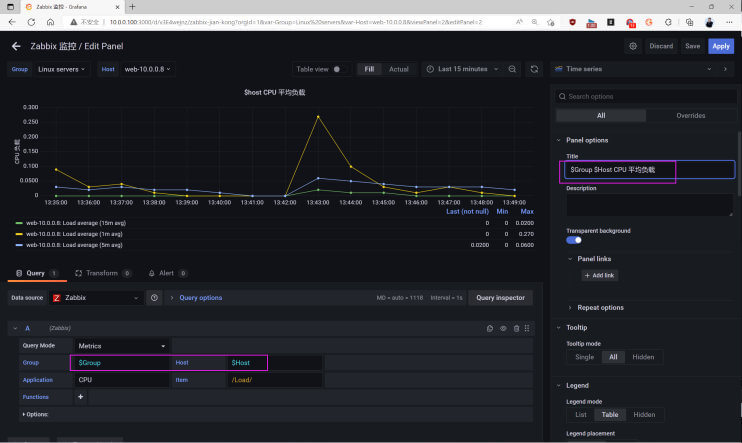 Zabbix 监控 - Grafana
不安全
10.0.0.100:3000/d/x3E4wejnz/zabbix-jian-kong?orgId=1&var-Group=Linux%20servers&var-Host=web-10.0.0.8&viewPanel=2&editPanel=2
Zabbix 监控 / Edit Panel
Discard
Save
Apply
Group
Linux servers
Host
web-10.0.0.8
Table view
Fill
Actual
Last 15 minutes
Time series
Search options
All
Overrides
$host CPU 平均负载
CPU 负载
0.300
0.250
0.200
0.150
0.100
0.0500
0
13:35:00 13:36:00 13:37:00 13:38:00 13:39:00 13:40:00 13:41:00 13:42:00 13:43:00 13:44:00 13:45:00 13:46:00 13:47:00 13:48:00 13:49:00
Last (not null) Min Max
web-10.0.0.8: Load average (15m avg) 0 0 0.0200
web-10.0.0.8: Load average (1m avg) 0 0 0.270
web-10.0.0.8: Load average (5m avg) 0.0200 0 0.0600
Panel options
Title
$Group $Host CPU 平均负载
Description
Transparent background
Panel links
+ Add link
Repeat options
Tooltip
Tooltip mode
Single
All
Hidden
Legend
Legend mode
List
Table
Hidden
Legend placement
Query 1
Transform 0
Alert 0
Data source
Zabbix
Query options
MD = auto = 1118
Interval = 1s
Query inspector
A (Zabbix)
Query Mode
Metrics
Group
$Group
Host
$Host
Application
CPU
Item
/Load/
Functions
+
Options: